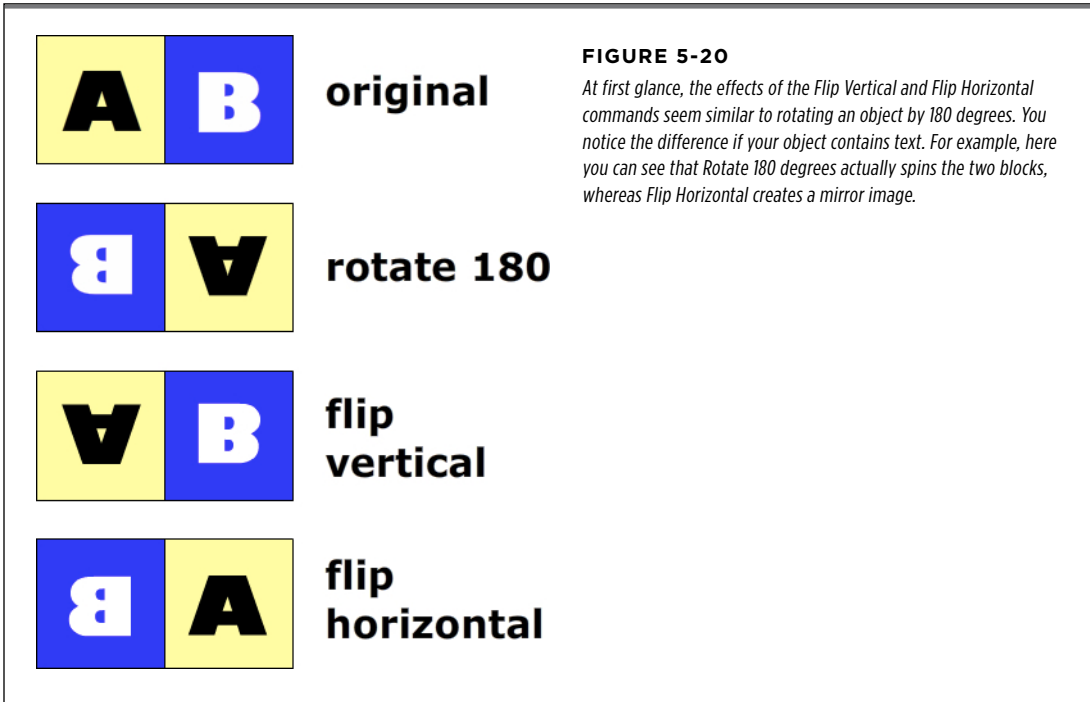 A B
original
FIGURE 5-20
At first glance, the effects of the Flip Vertical and Flip Horizontal
commands seem similar to rotating an object by 180 degrees. You
notice the difference if your object contains text. For example, here
you can see that Rotate 180 degrees actually spins the two blocks,
whereas Flip Horizontal creates a mirror image.
B A
rotate 180
A B
flip
vertical
B A
flip
horizontal